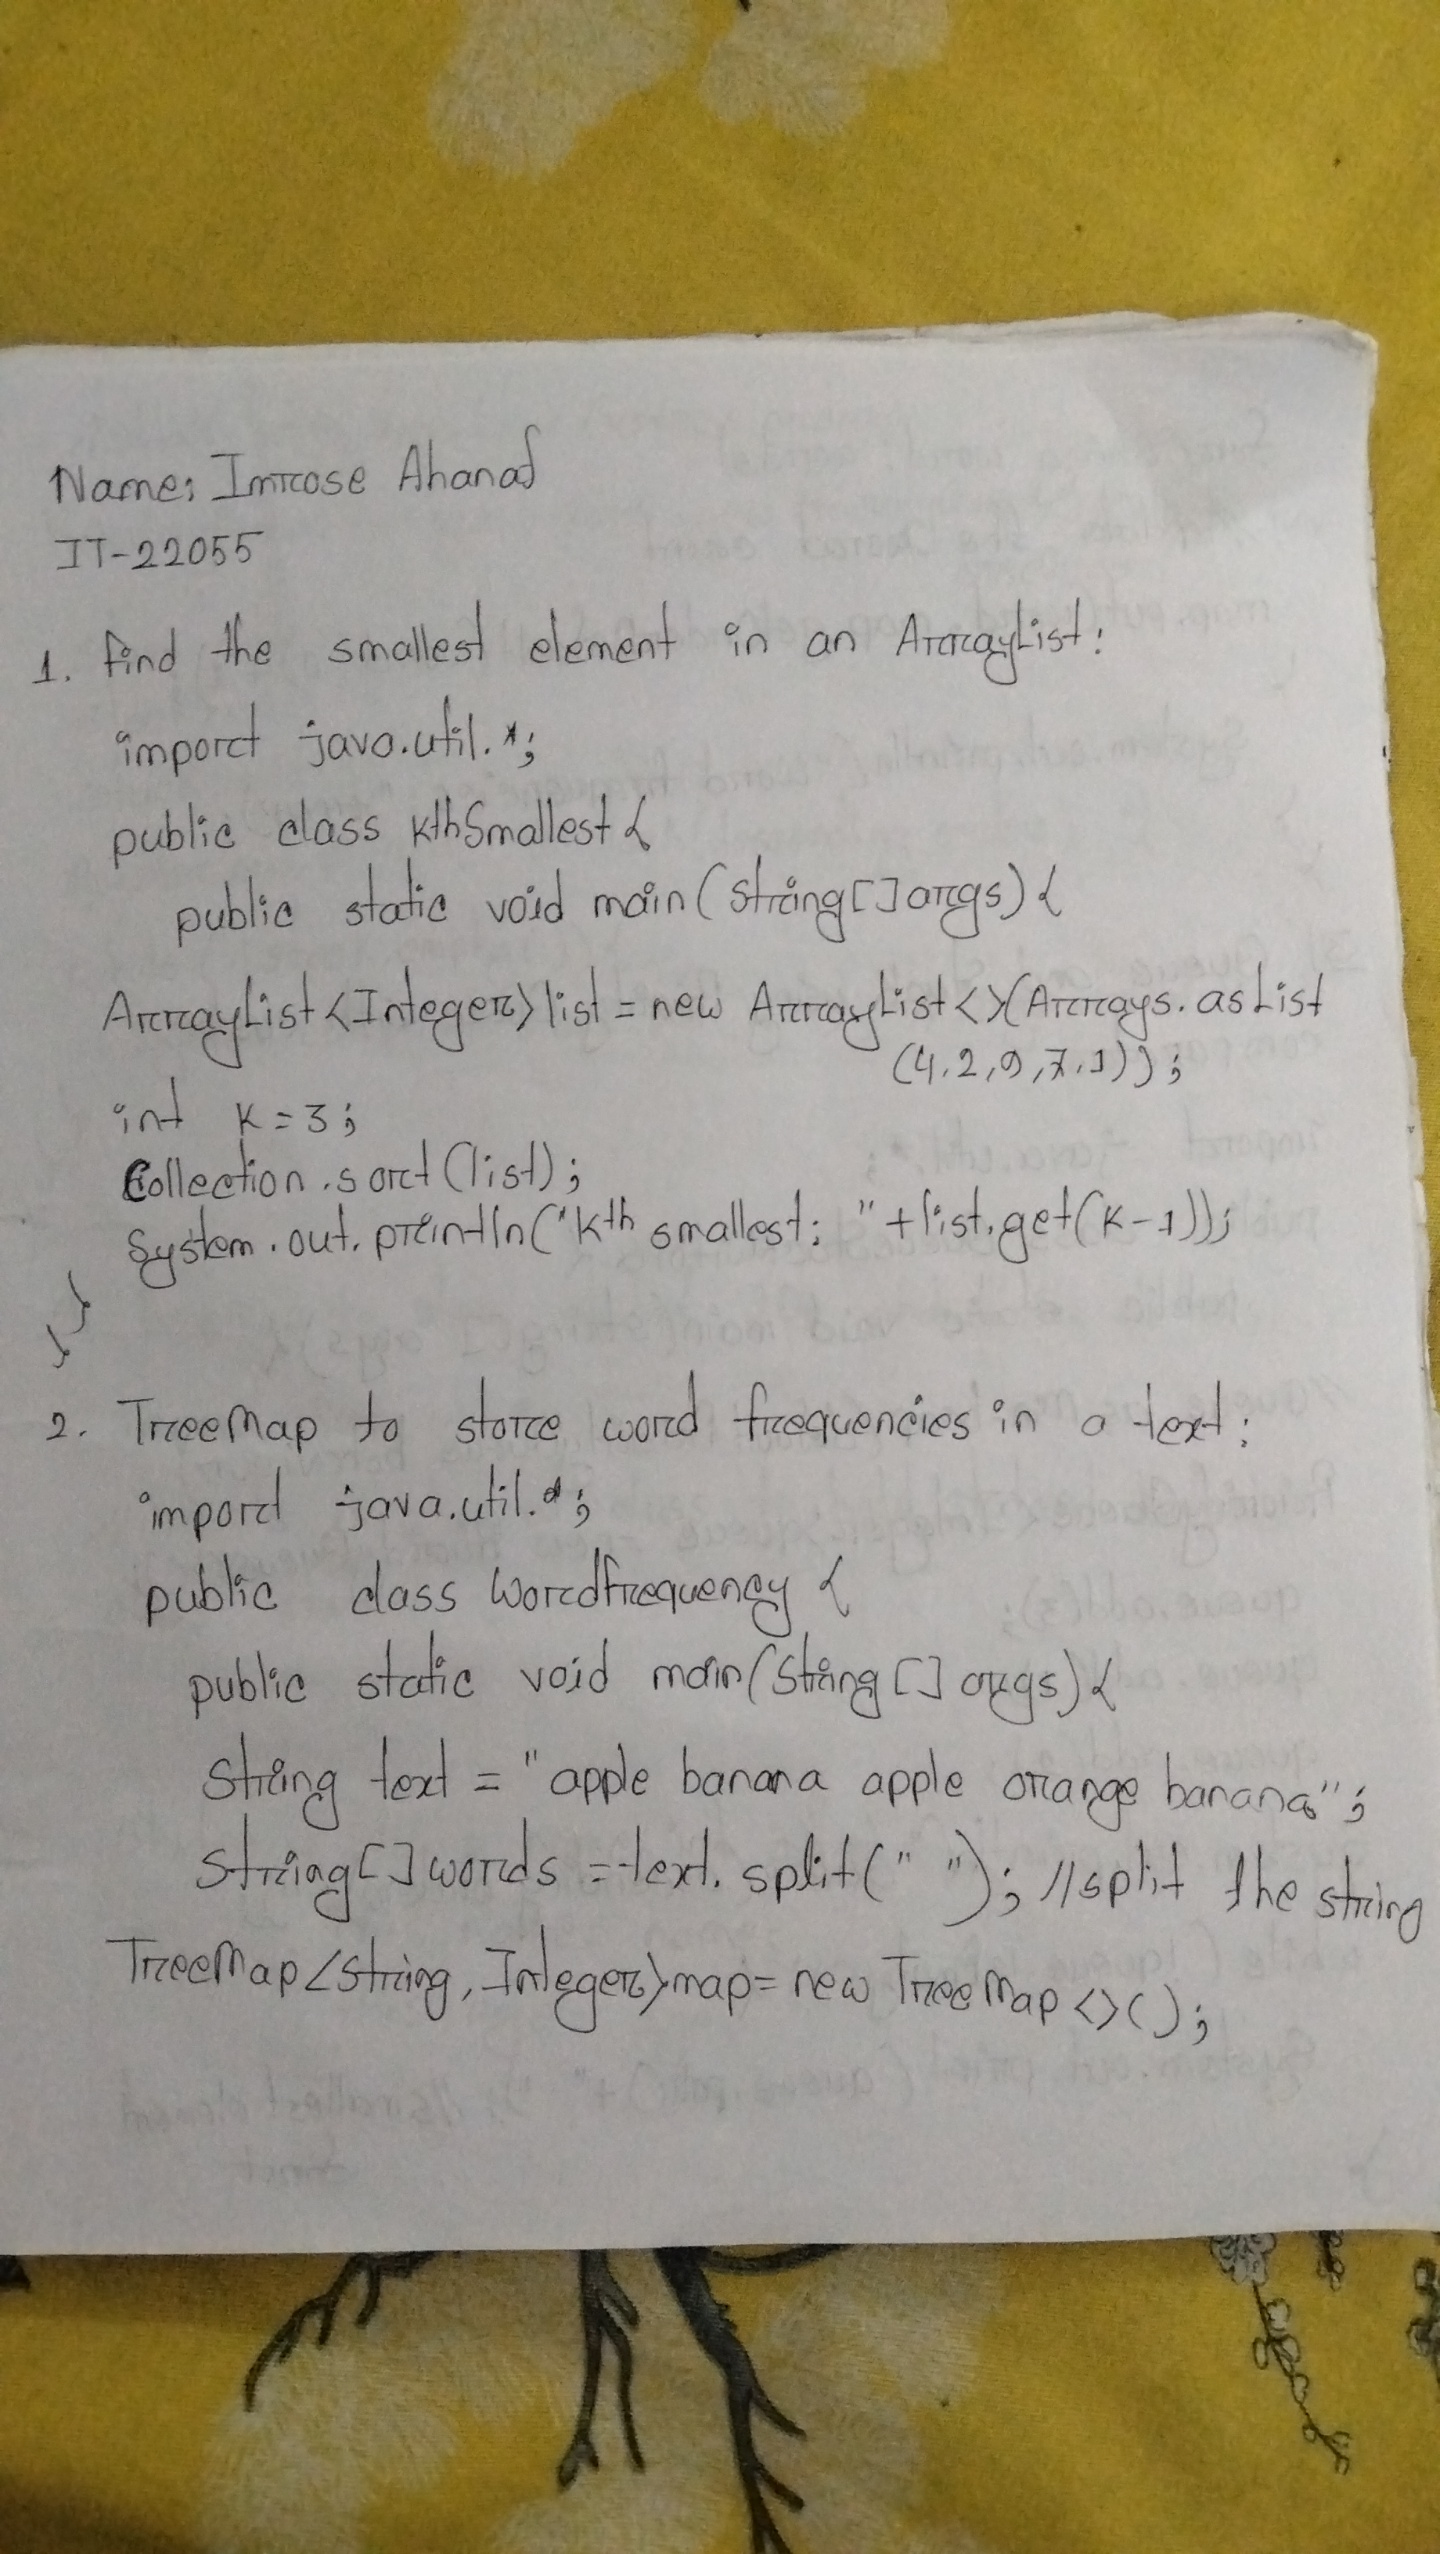 Name: Imrose Ahanaf
IT-22055
1. find the smallest element in an ArrayList:
import java.util.*;
public class kthSmallest {
public static void main(String[] args) {
ArrayList<Integer> list = new ArrayList<>(Arrays.asList
(4,2,9,7,1));
int k = 3;
Collection.sort(list);
System.out.println("kth smallest: "+list.get(k-1));
}
}
2. TreeMap to store word frequencies in a text:
import java.util.*;
public class Wordfrequency {
public static void main(String[] args) {
String text = "apple banana apple orange banana";
String[] words = text.split(" "); //split the string
TreeMap<String, Integer> map = new TreeMap<>();